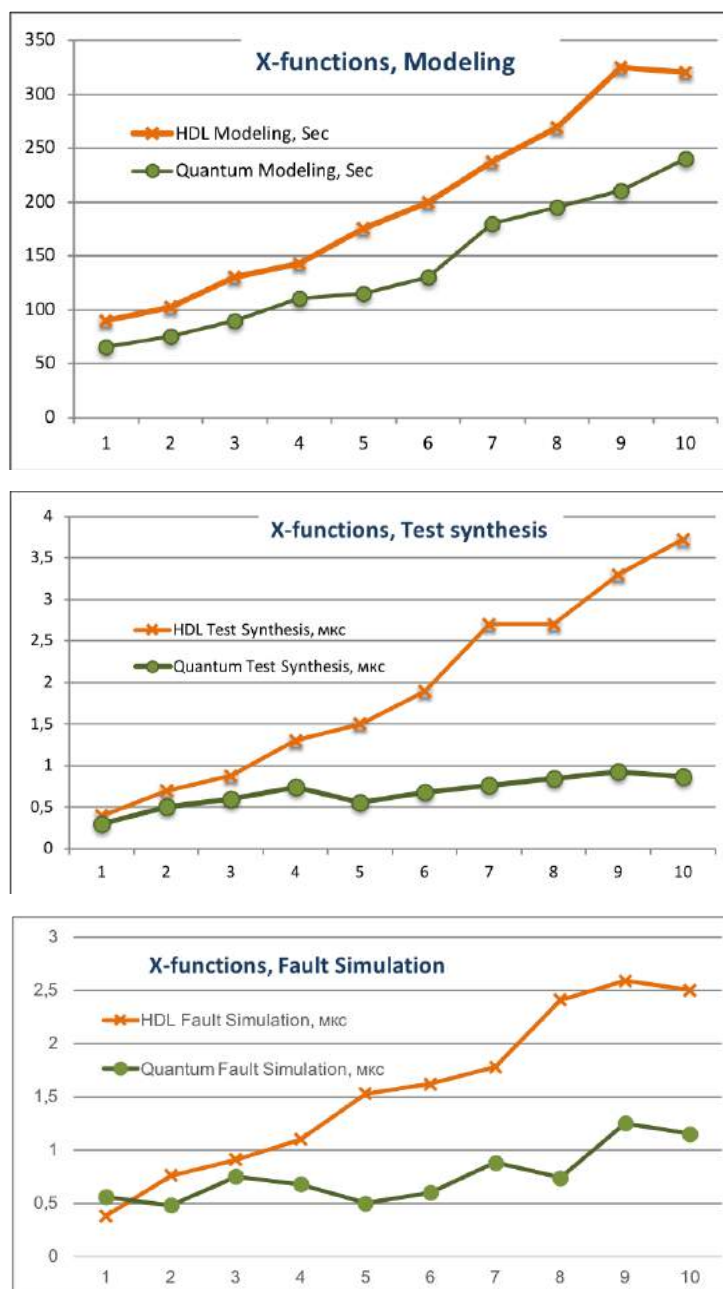 X-functions, Modeling
350
300
250
200
150
100
50
0
HDL Modeling, Sec
Quantum Modeling, Sec
1 2 3 4 5 6 7 8 9 10
X-functions, Test synthesis
4
3,5
3
2,5
2
1,5
1
0,5
0
HDL Test Synthesis, мкс
Quantum Test Synthesis, мкс
1 2 3 4 5 6 7 8 9 10
X-functions, Fault Simulation
3
2,5
2
1,5
1
0,5
0
HDL Fault Simulation, мкс
Quantum Fault Simulation, мкс
1 2 3 4 5 6 7 8 9 10